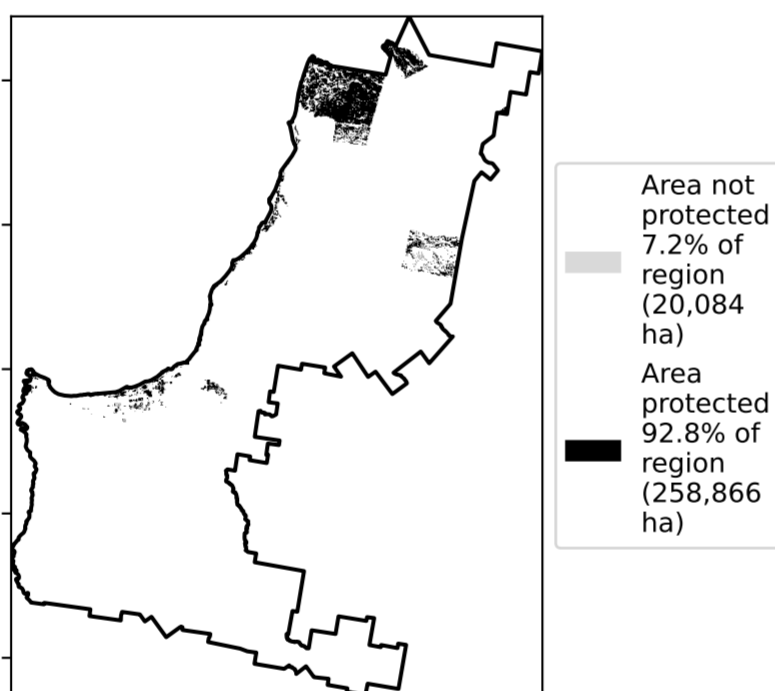 Area not
protected
7.2% of
region
(20,084
ha)
Area
protected
92.8% of
region
(258,866
ha)